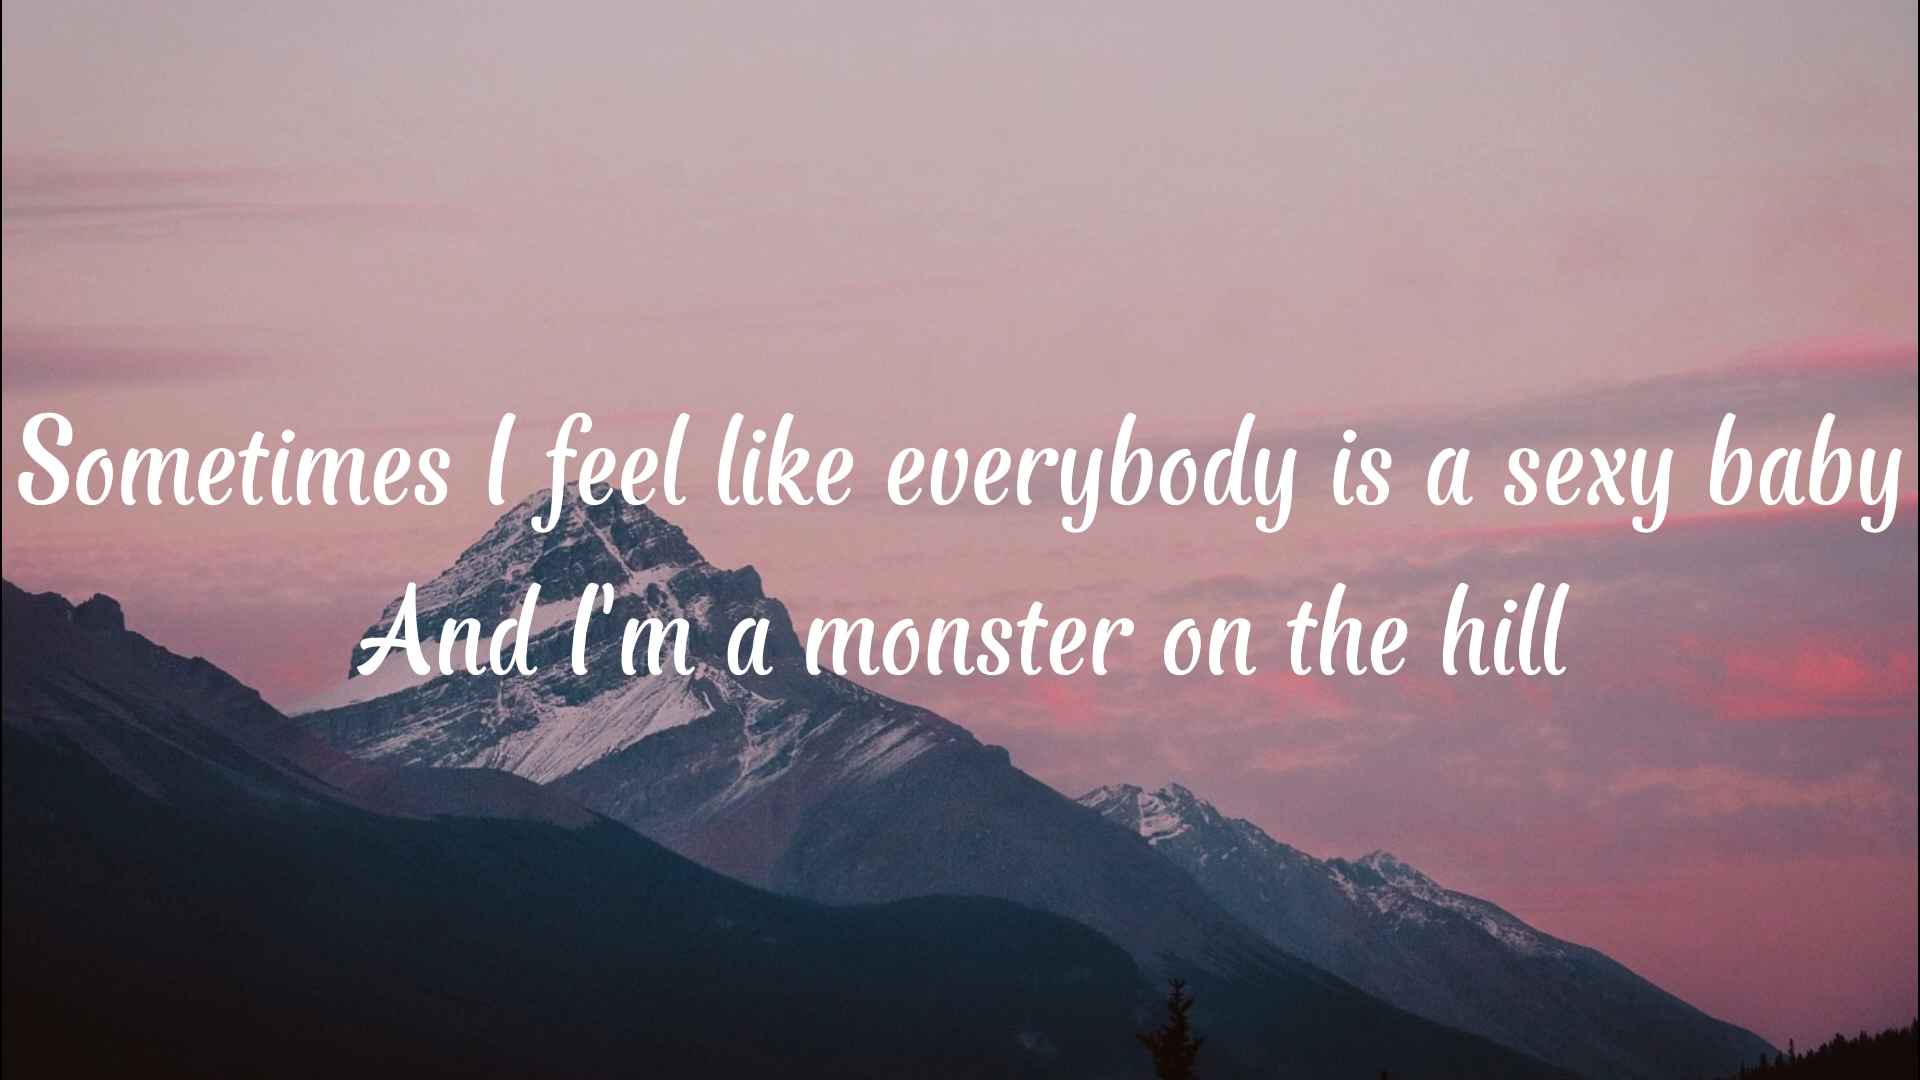 Sometimes I feel like everybody is a sexy baby
And I'm a monster on the hill